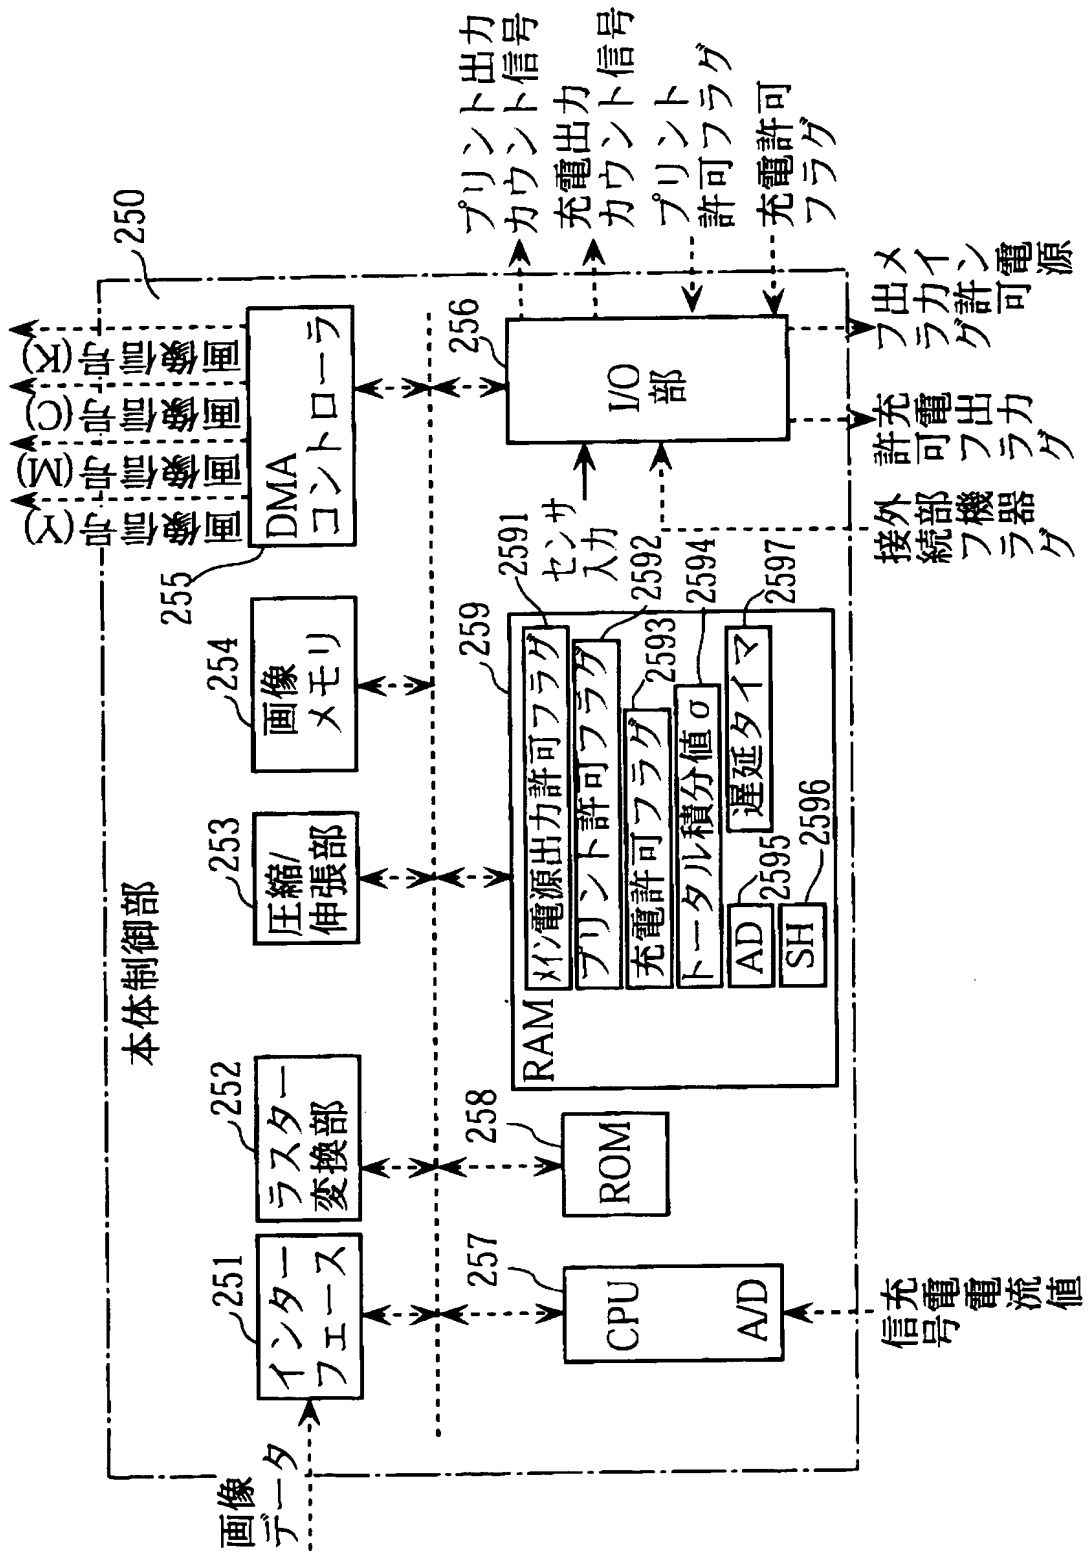 本体制御部
250
画像
データ
251
インター
フェース
252
ラスター
変換部
253
圧縮/
伸張部
254
画像
メモリ
255
DMA
コントローラ
画像信号(Y)
画像信号(M)
画像信号(C)
画像信号(K)
257
CPU
A/D
充電電流値
信号
258
ROM
259
RAM
メイン電源出力許可フラグ
2591
プリント許可フラグ
2592
充電許可フラグ
2593
トータル積分値σ
2594
AD
2595
SH
2596
遅延タイマ
2597
センサ
入力
256
I/O
部
接外
続部
フ機
ラ器
グ
充電出力
許可フラグ
メイン電源
出力許可
フラグ
プリント出力
カウント信号
充電出力
カウント信号
プリント
許可フラグ
充電許可
フラグ